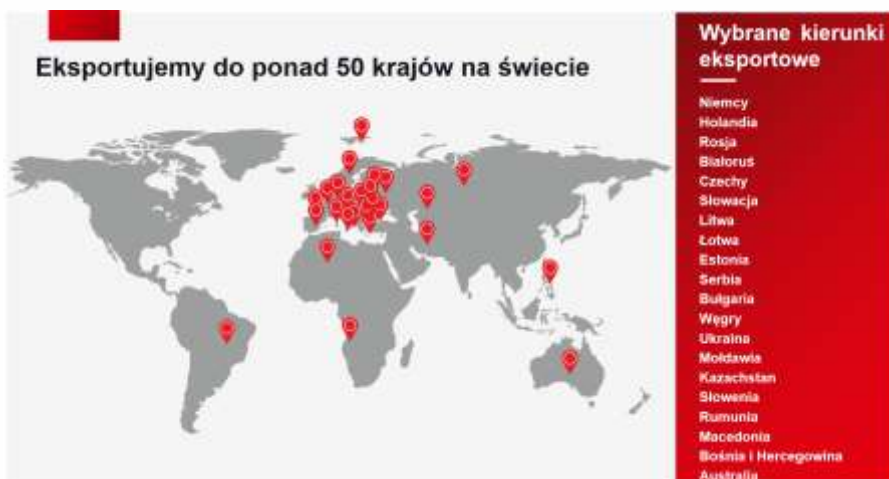 Eksportujemy do ponad 50 krajów na świecie
Wybrane kierunki
eksportowe
Niemcy
Holandia
Rosja
Białoruś
Czechy
Słowacja
Litwa
Łotwa
Estonia
Serbia
Bułgaria
Węgry
Ukraina
Mołdawia
Kazachstan
Słowenia
Rumunia
Macedonia
Bośnia i Hercegowina
Australia